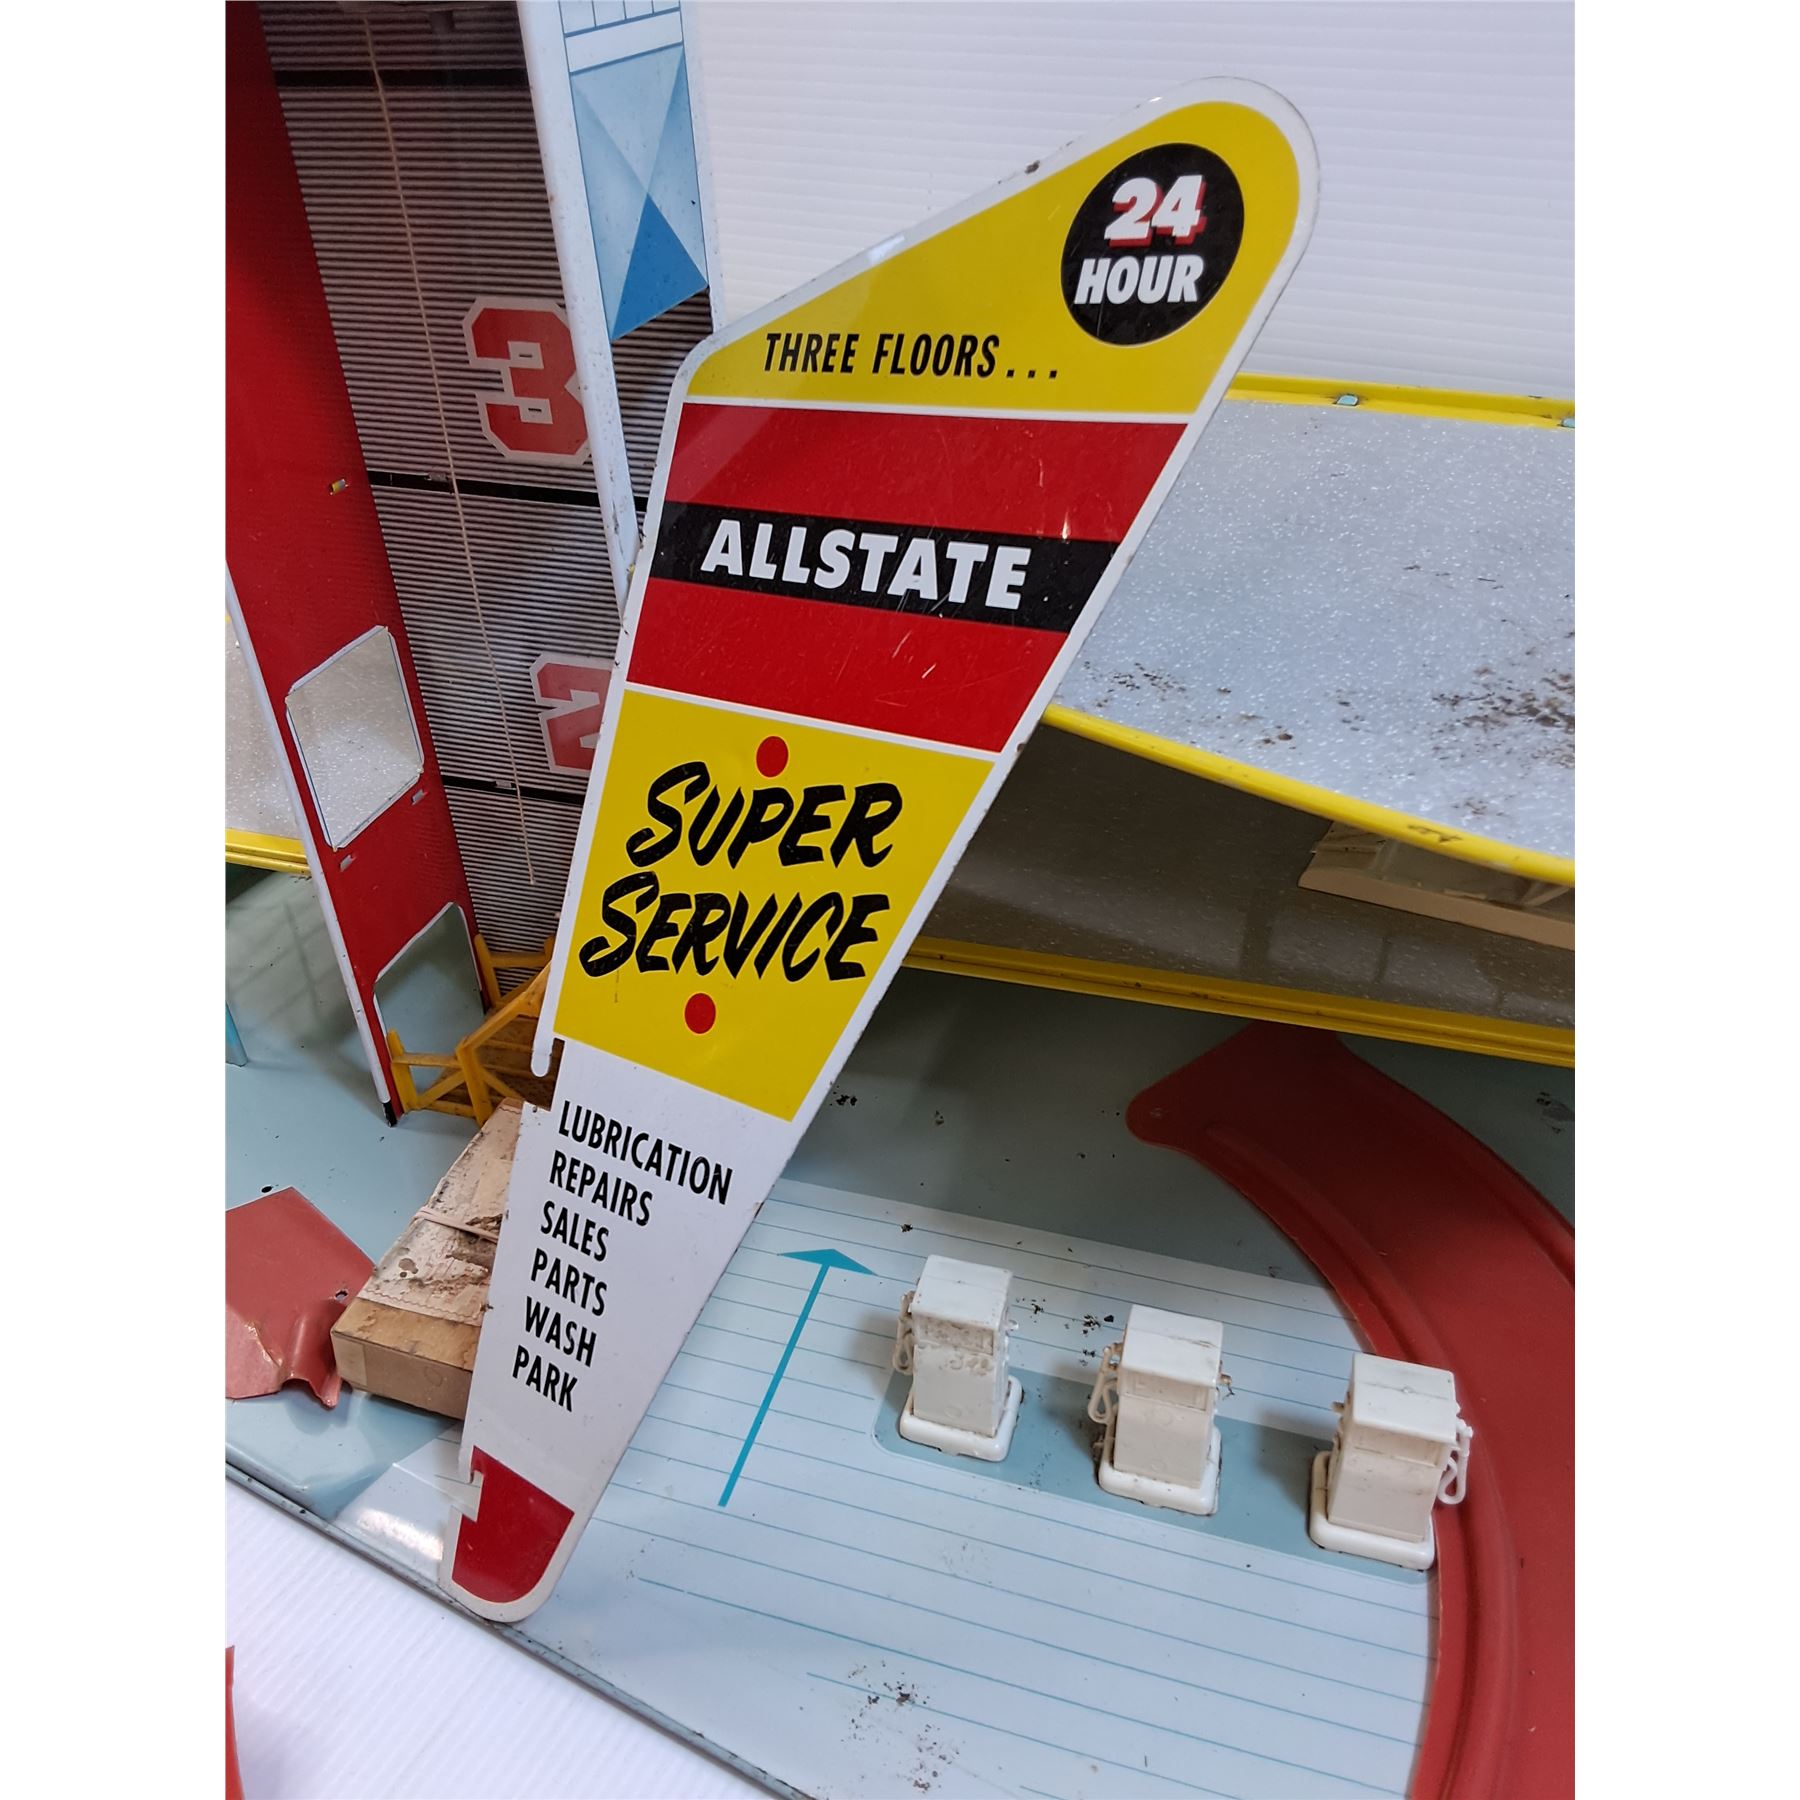 24
HOUR
THREE FLOORS...
ALLSTATE
SUPER
SERVICE
LUBRICATION
REPAIRS
SALES
PARTS
WASH
PARK
3
2